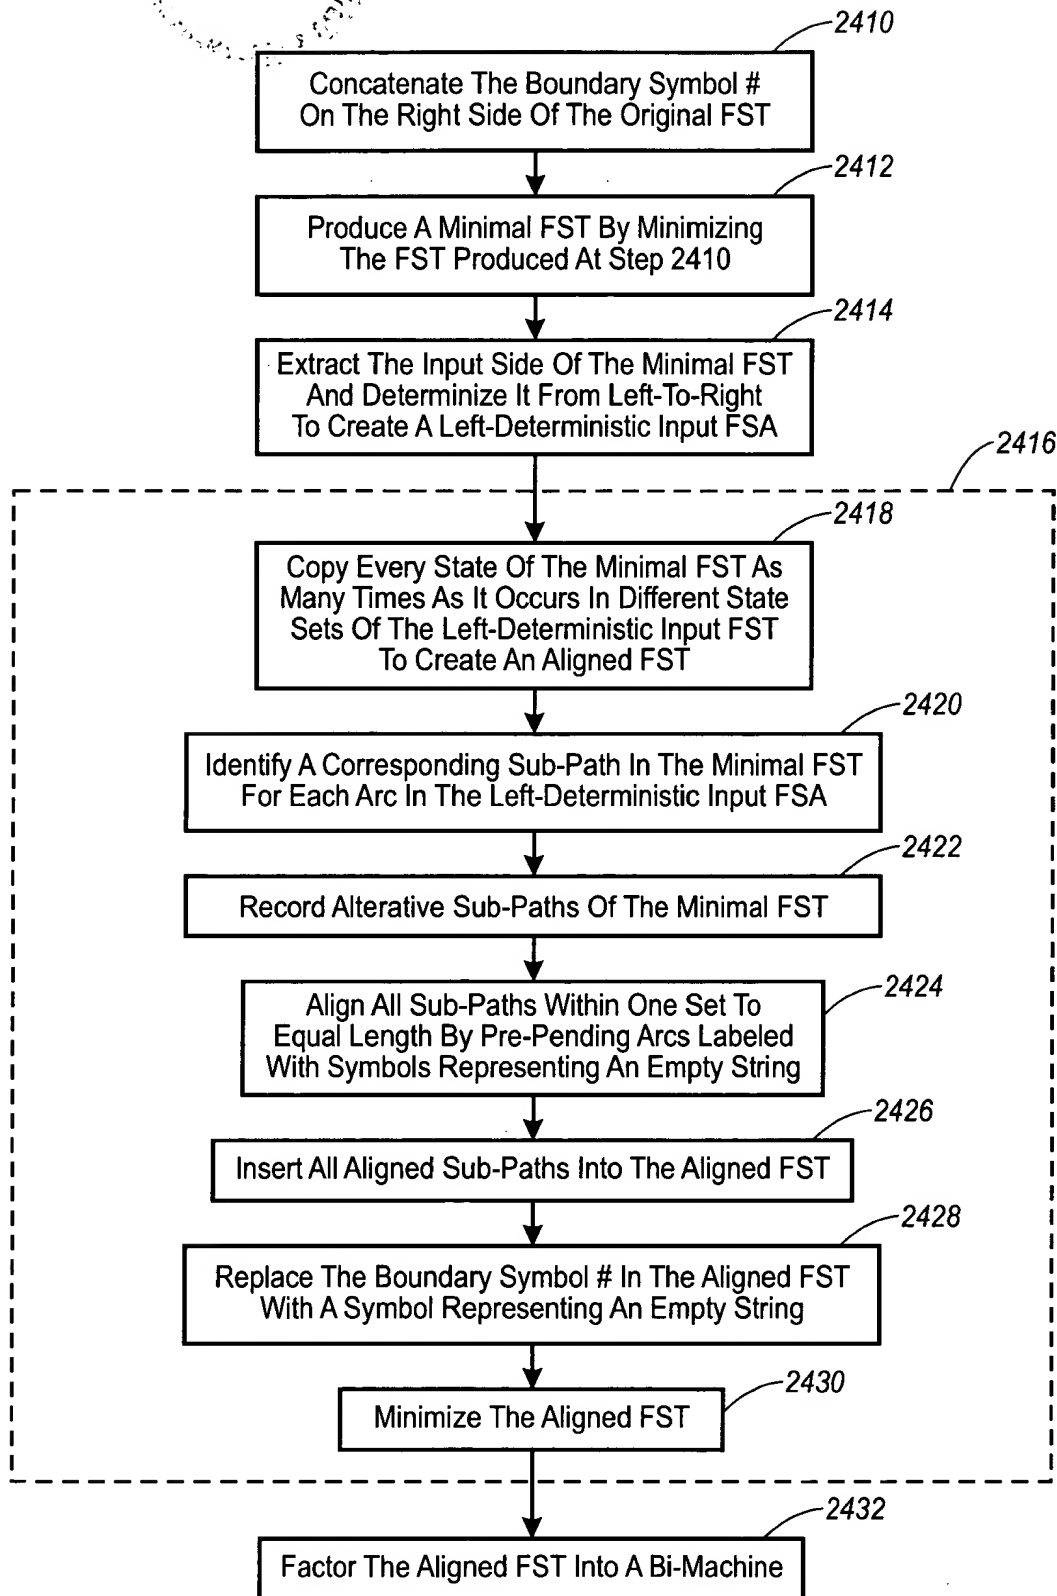 2410
Concatenate The Boundary Symbol #
On The Right Side Of The Original FST
2412
Produce A Minimal FST By Minimizing
The FST Produced At Step 2410
2414
Extract The Input Side Of The Minimal FST
And Determinize It From Left-To-Right
To Create A Left-Deterministic Input FSA
2416
2418
Copy Every State Of The Minimal FST As
Many Times As It Occurs In Different State
Sets Of The Left-Deterministic Input FST
To Create An Aligned FST
2420
Identify A Corresponding Sub-Path In The Minimal FST
For Each Arc In The Left-Deterministic Input FSA
2422
Record Alterative Sub-Paths Of The Minimal FST
2424
Align All Sub-Paths Within One Set To
Equal Length By Pre-Pending Arcs Labeled
With Symbols Representing An Empty String
2426
Insert All Aligned Sub-Paths Into The Aligned FST
2428
Replace The Boundary Symbol # In The Aligned FST
With A Symbol Representing An Empty String
2430
Minimize The Aligned FST
2432
Factor The Aligned FST Into A Bi-Machine